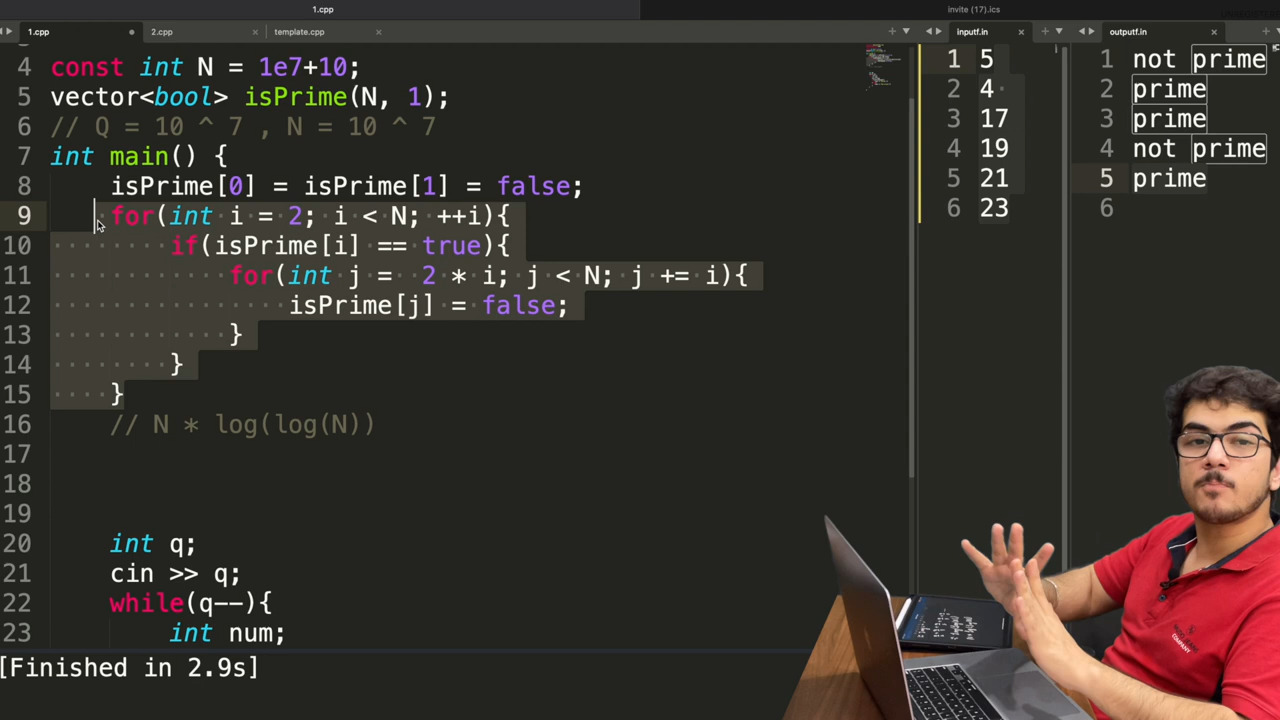 1.cpp
invite (17).ics
1.cpp
2.cpp
template.cpp
inputf.in
outputf.in
4 const int N = 1e7+10;
5 vector<bool> isPrime(N, 1);
6 // Q = 10 ^ 7 , N = 10 ^ 7
7 int main() {
8 isPrime[0] = isPrime[1] = false;
9 for(int i = 2; i < N; ++i){
10 if(isPrime[i] == true){
11 for(int j = 2 * i; j < N; j += i){
12 isPrime[j] = false;
13 }
14 }
15 }
16 // N * log(log(N))
17
18
19
20 int q;
21 cin >> q;
22 while(q--){
23 int num;
[Finished in 2.9s]
1 5
2 4
3 17
4 19
5 21
6 23
1 not prime
2 prime
3 prime
4 not prime
5 prime
6
COMPANY